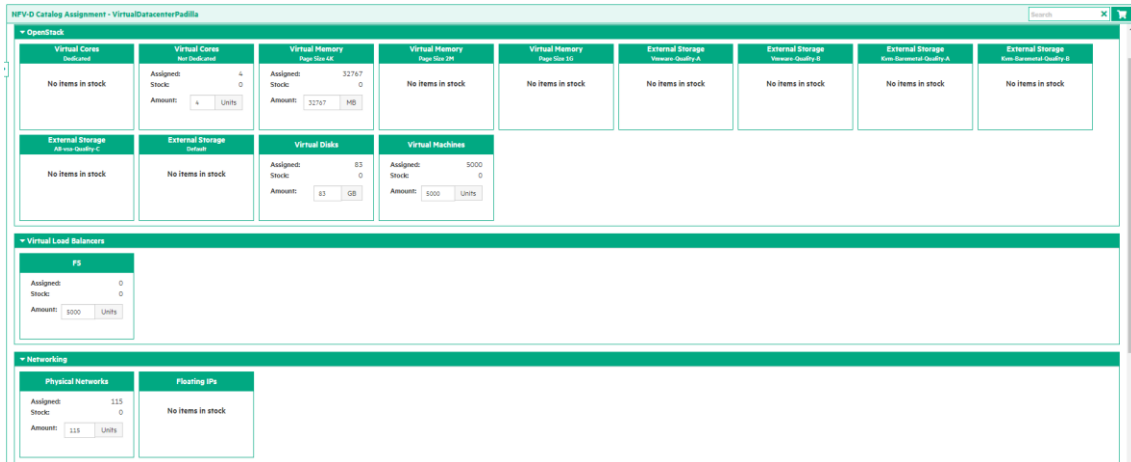 NFV-D Catalog Assignment - VirtualDatacenterPadilla
Search
OpenStack
Virtual Cores
Dedicated
No items in stock
Virtual Cores
Not Dedicated
Assigned: 4
Stock: 0
Amount: 4 Units
Virtual Memory
Page Size 4K
Assigned: 32767
Stock: 0
Amount: 32767 MB
Virtual Memory
Page Size 2M
No items in stock
Virtual Memory
Page Size 1G
No items in stock
External Storage
Vmware-Quality-A
No items in stock
External Storage
Vmware-Quality-B
No items in stock
External Storage
Kvm-Baremetal-Quality-A
No items in stock
External Storage
Kvm-Baremetal-Quality-B
No items in stock
External Storage
All-vos-Quality-C
No items in stock
External Storage
Default
No items in stock
Virtual Disks
Assigned: 83
Stock: 0
Amount: 83 GB
Virtual Machines
Assigned: 5000
Stock: 0
Amount: 5000 Units
Virtual Load Balancers
F5
Assigned: 0
Stock: 0
Amount: 5000 Units
Networking
Physical Networks
Assigned: 115
Stock: 0
Amount: 115 Units
Floating IPs
No items in stock